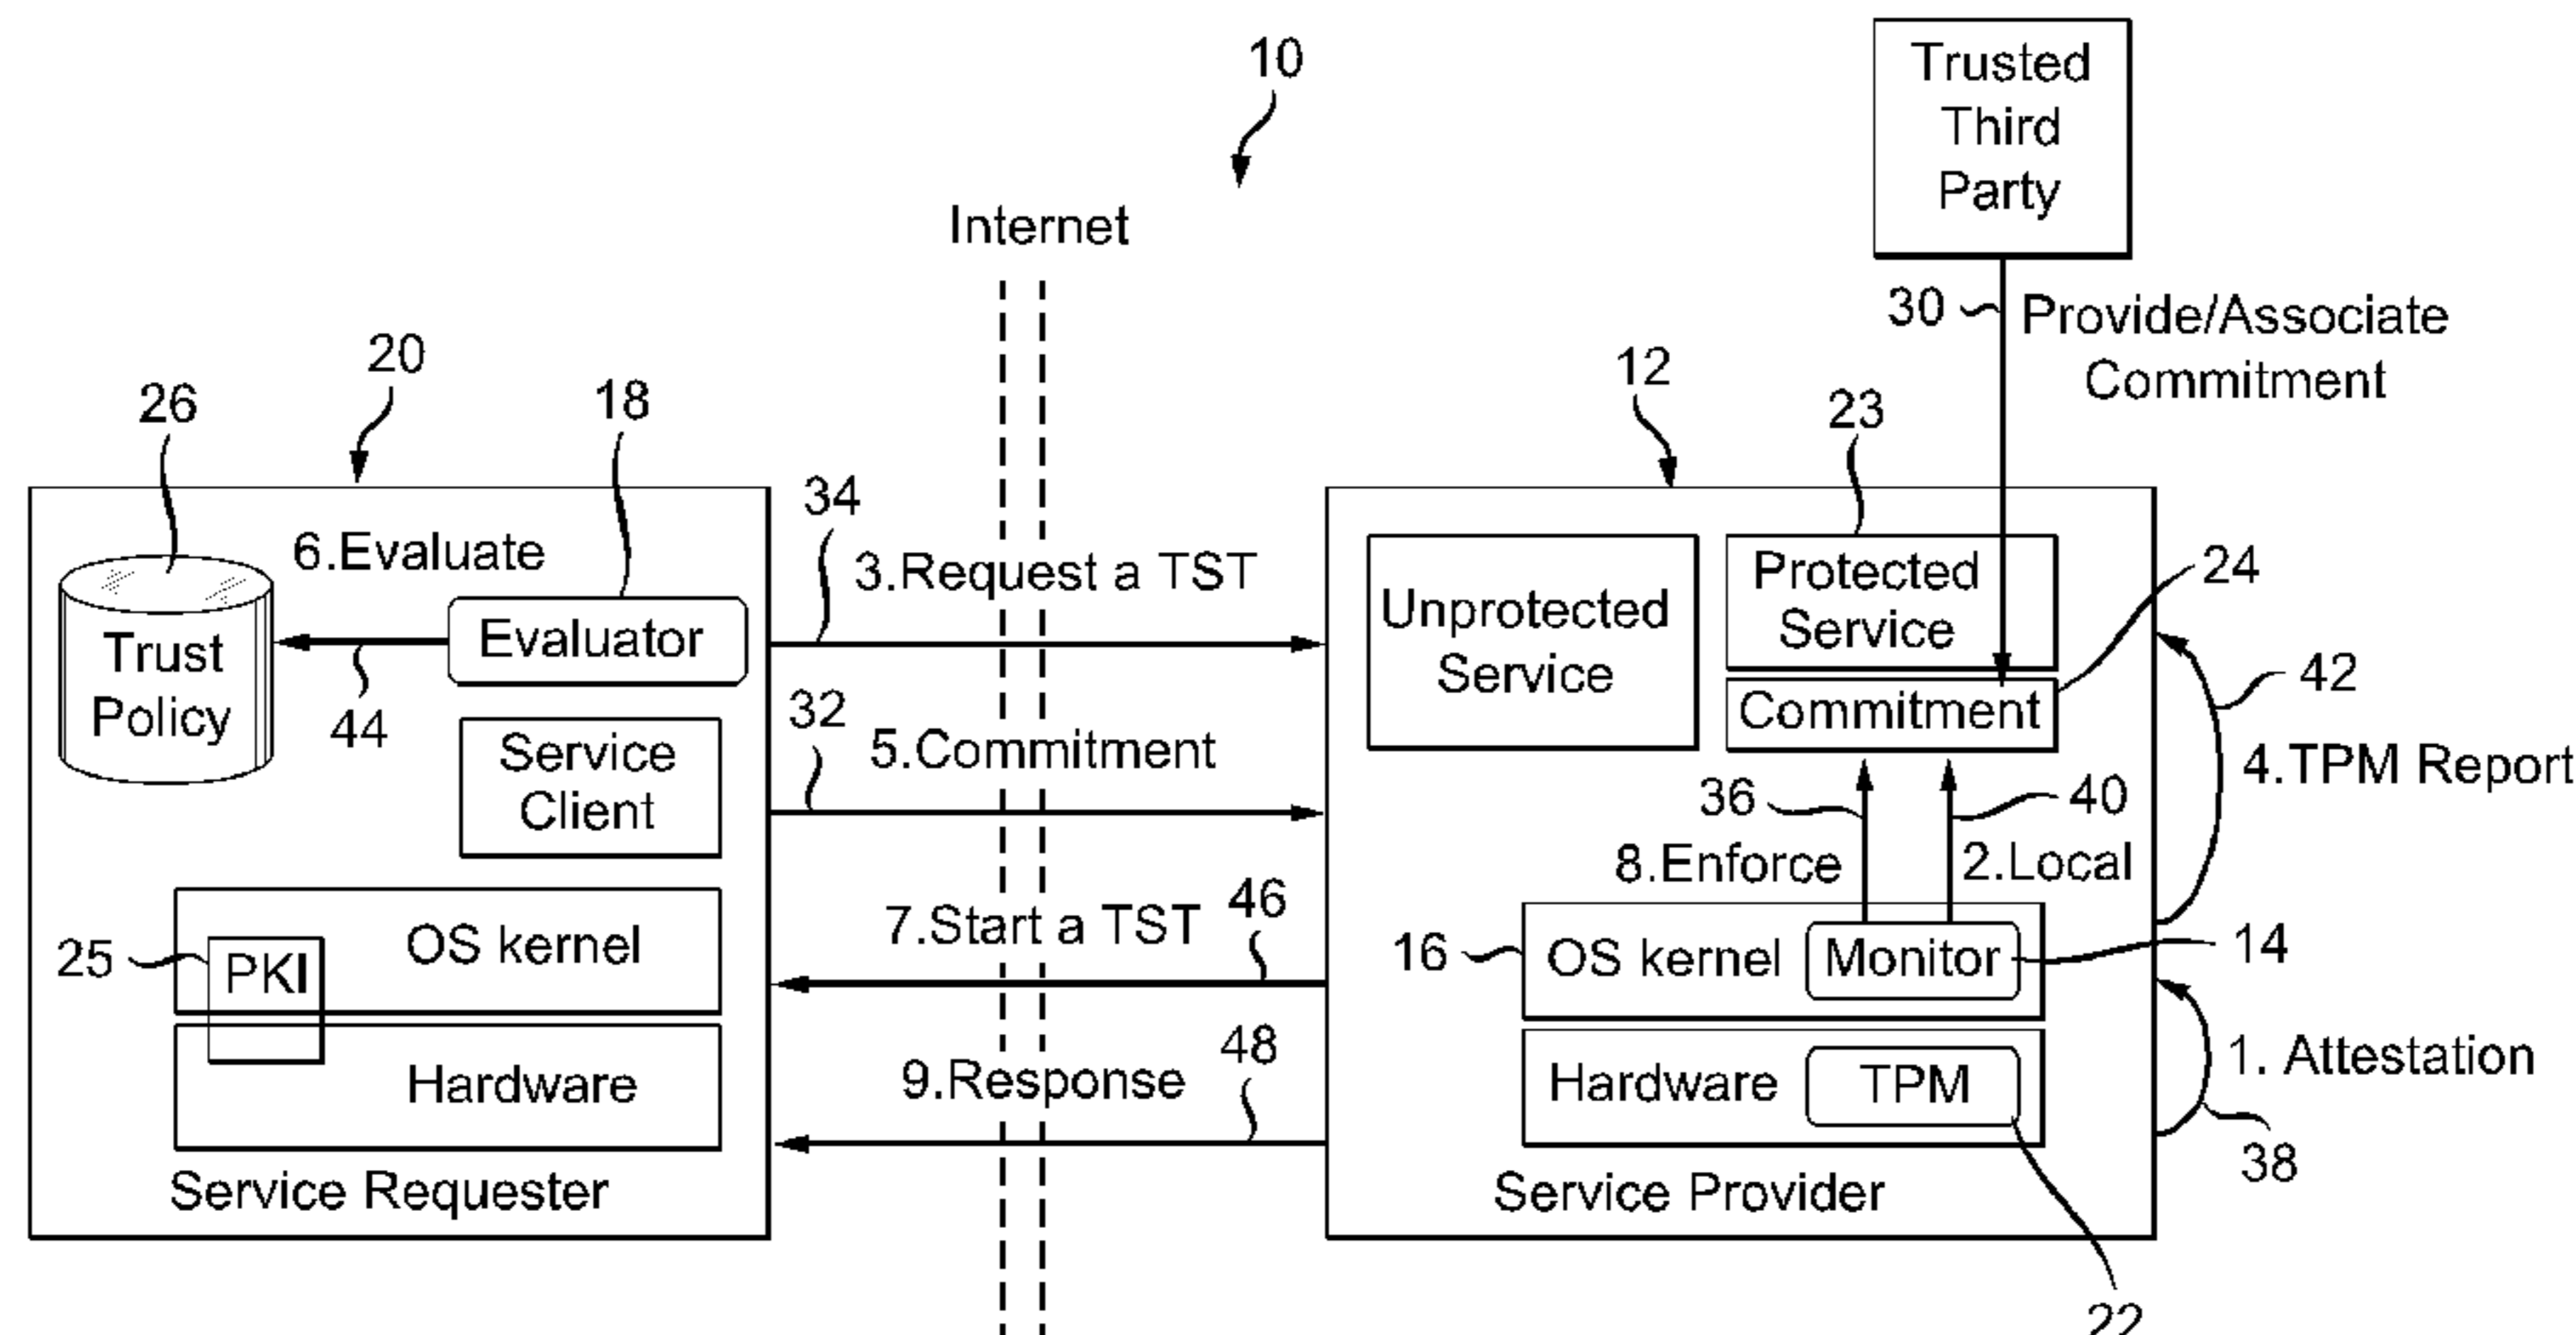 10
Trusted
Third
Party
Internet
30
Provide/Associate
Commitment
20
26
18
12
23
34
6.Evaluate
3.Request a TST
Trust
Policy
44
Evaluator
Unprotected
Service
Protected
Service
24
Commitment
42
4.TPM Report
32
5.Commitment
Service
Client
36
40
8.Enforce
2.Local
46
7.Start a TST
25
PKI
OS kernel
16
OS kernel
Monitor
14
48
9.Response
Hardware
Hardware
TPM
1. Attestation
38
Service Requester
Service Provider
22